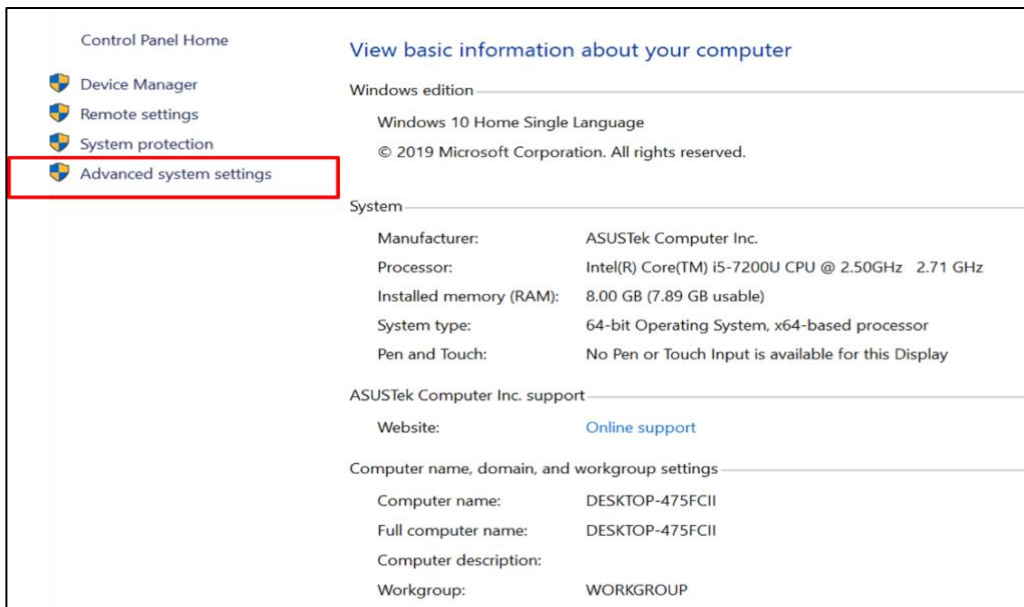 Control Panel Home
Device Manager
Remote settings
System protection
Advanced system settings
View basic information about your computer
Windows edition
Windows 10 Home Single Language
© 2019 Microsoft Corporation. All rights reserved.
System
Manufacturer: ASUSTek Computer Inc.
Processor: Intel(R) Core(TM) i5-7200U CPU @ 2.50GHz 2.71 GHz
Installed memory (RAM): 8.00 GB (7.89 GB usable)
System type: 64-bit Operating System, x64-based processor
Pen and Touch: No Pen or Touch Input is available for this Display
ASUSTek Computer Inc. support
Website: Online support
Computer name, domain, and workgroup settings
Computer name: DESKTOP-475FCII
Full computer name: DESKTOP-475FCII
Computer description:
Workgroup: WORKGROUP